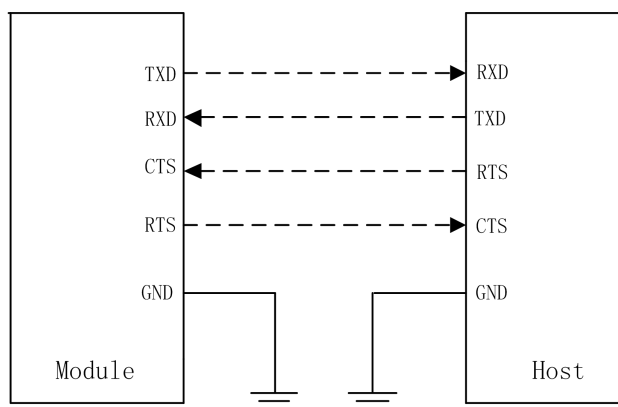 TXD RXD
RXD TXD
CTS RTS
RTS CTS
GND GND
Module Host